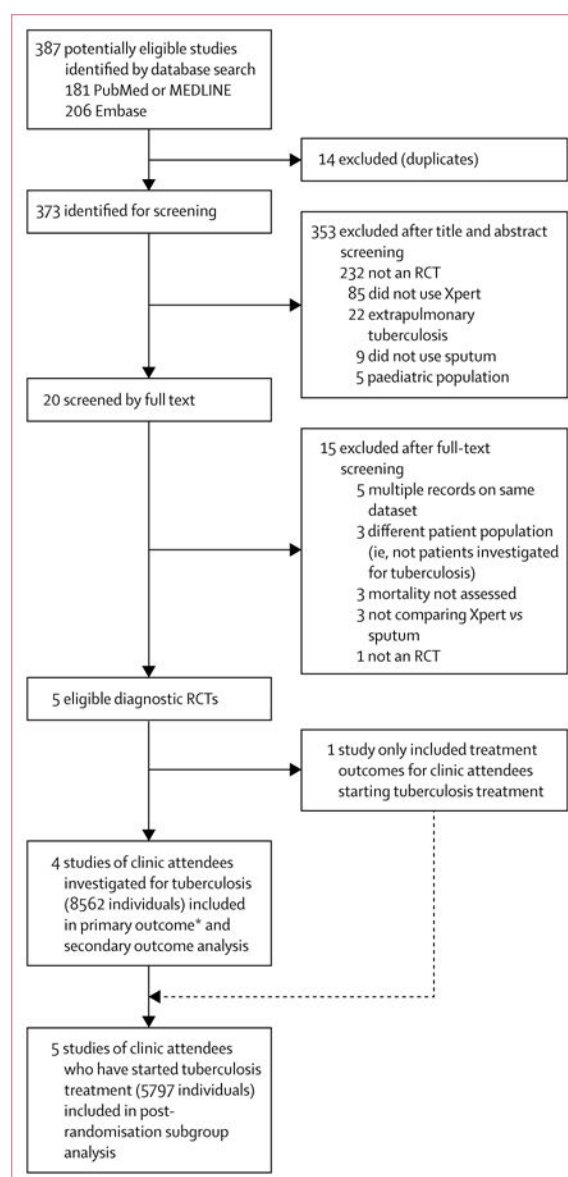 387 potentially eligible studies
identified by database search
181 PubMed or MEDLINE
206 Embase
14 excluded (duplicates)
373 identified for screening
353 excluded after title and abstract
screening
232 not an RCT
85 did not use Xpert
22 extrapulmonary
tuberculosis
9 did not use sputum
5 paediatric population
20 screened by full text
15 excluded after full-text
screening
5 multiple records on same
dataset
3 different patient population
(ie, not patients investigated
for tuberculosis)
3 mortality not assessed
3 not comparing Xpert vs
sputum
1 not an RCT
5 eligible diagnostic RCTs
1 study only included treatment
outcomes for clinic attendees
starting tuberculosis treatment
4 studies of clinic attendees
investigated for tuberculosis
(8562 individuals) included
in primary outcome* and
secondary outcome analysis
5 studies of clinic attendees
who have started tuberculosis
treatment (5797 individuals)
included in post-
randomisation subgroup
analysis